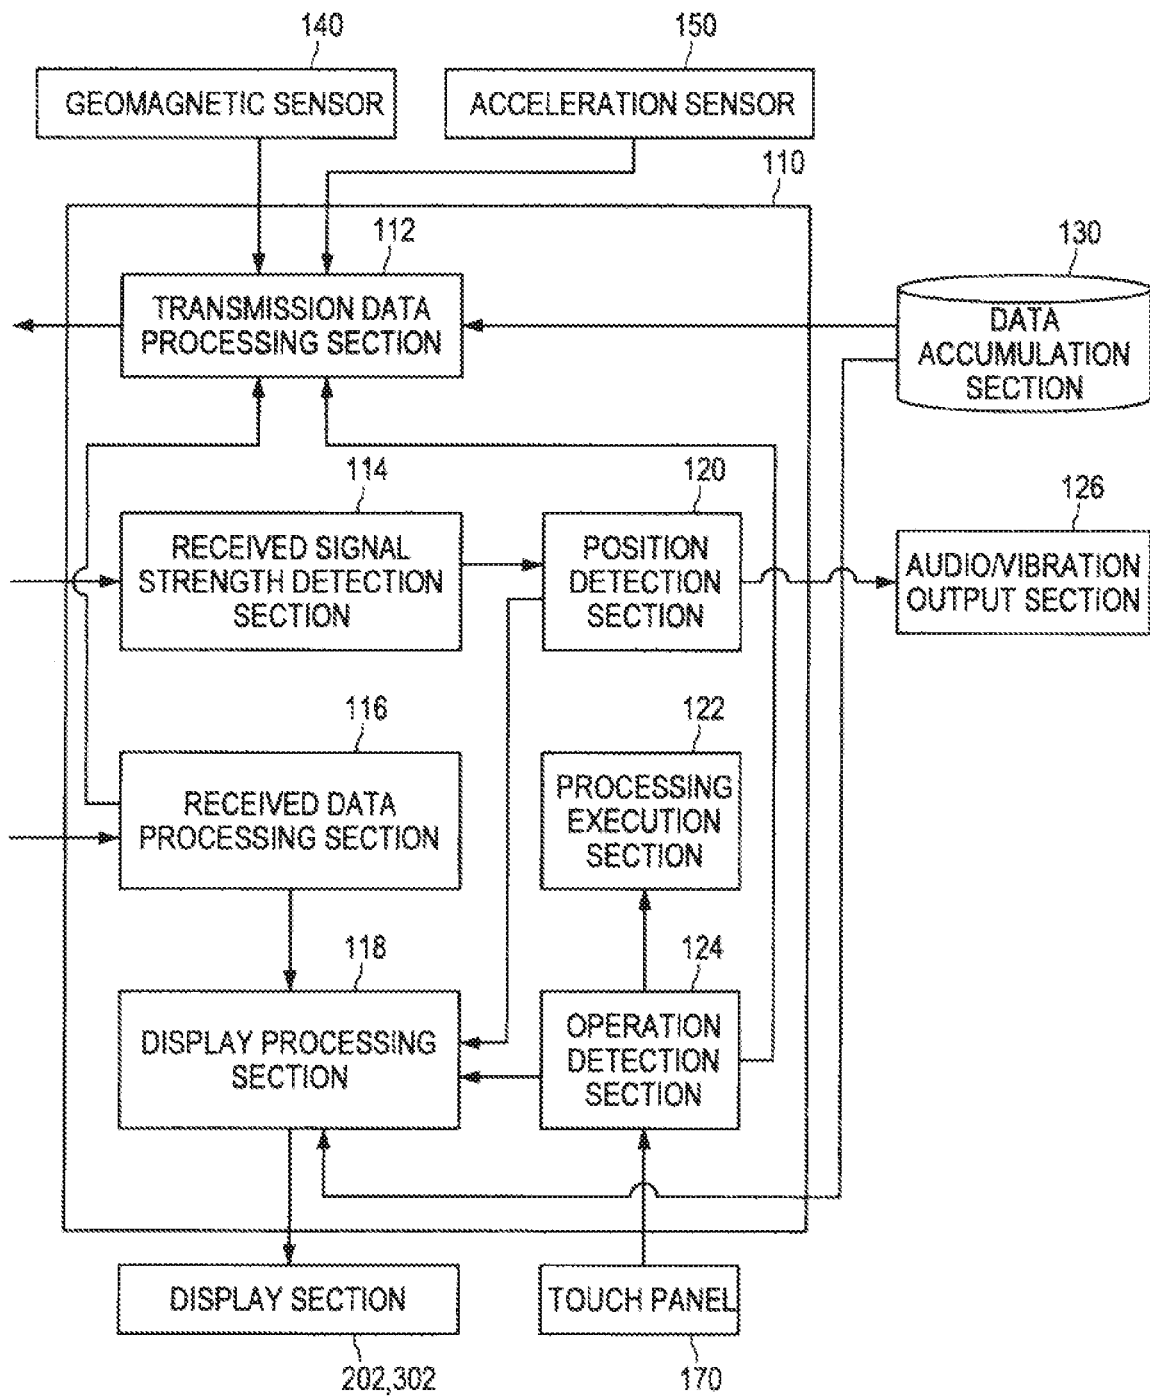 140
150
GEOMAGNETIC SENSOR
ACCELERATION SENSOR
110
112
130
TRANSMISSION DATA
PROCESSING SECTION
DATA
ACCUMULATION
SECTION
114
120
126
RECEIVED SIGNAL
STRENGTH DETECTION
SECTION
POSITION
DETECTION
SECTION
AUDIO/VIBRATION
OUTPUT SECTION
116
122
RECEIVED DATA
PROCESSING SECTION
PROCESSING
EXECUTION
SECTION
118
124
DISPLAY PROCESSING
SECTION
OPERATION
DETECTION
SECTION
DISPLAY SECTION
TOUCH PANEL
202,302
170